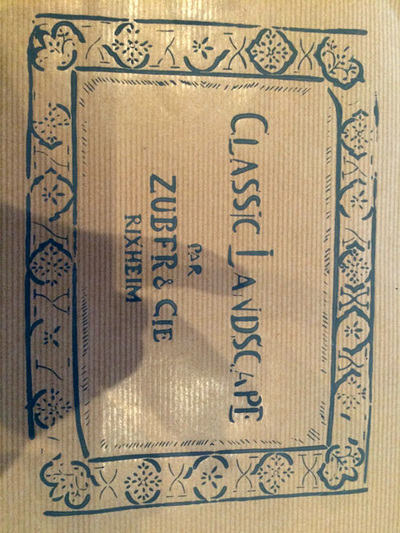 CLASSIC LANDSCAPE
PAR
ZUBER & CIE
RIXHEIM